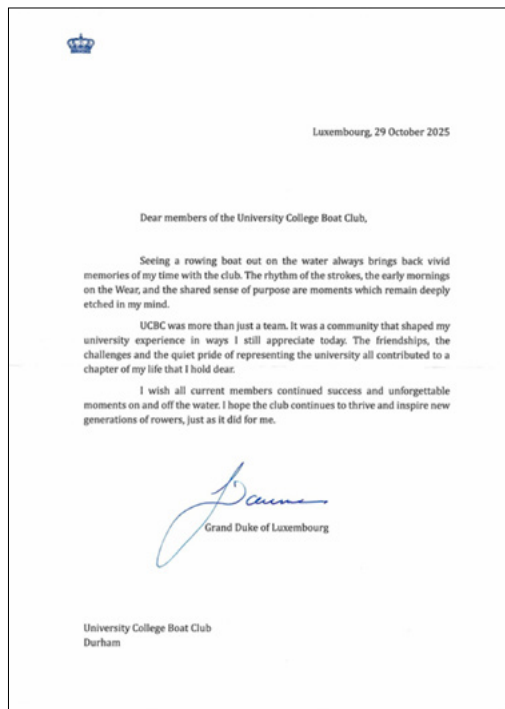 Luxembourg, 29 October 2025
Dear members of the University College Boat Club,
Seeing a rowing boat out on the water always brings back vivid
memories of my time with the club. The rhythm of the strokes, the early mornings
on the Wear, and the shared sense of purpose are moments which remain deeply
etched in my mind.
UCBC was more than just a team. It was a community that shaped my
university experience in ways I still appreciate today. The friendships, the
challenges and the quiet pride of representing the university all contributed to a
chapter of my life that I hold dear.
I wish all current members continued success and unforgettable
moments on and off the water. I hope the club continues to thrive and inspire new
generations of rowers, just as it did for me.
Grand Duke of Luxembourg
University College Boat Club
Durham